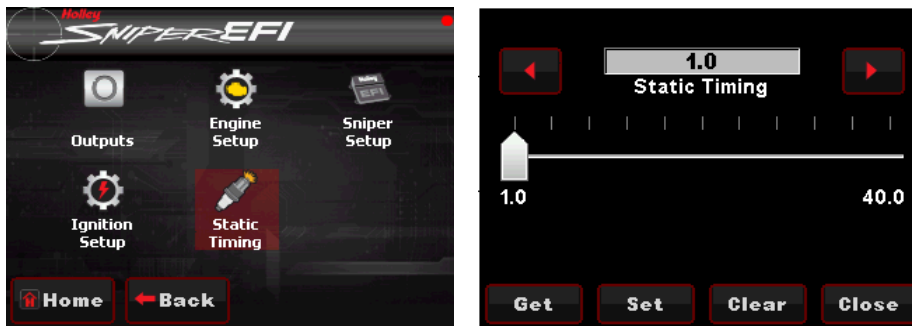 Holley
SNIPER EFI
Outputs
Engine
Setup
Sniper
Setup
Ignition
Setup
Static
Timing
Home
Back
1.0
Static Timing
1.0
40.0
Get
Set
Clear
Close